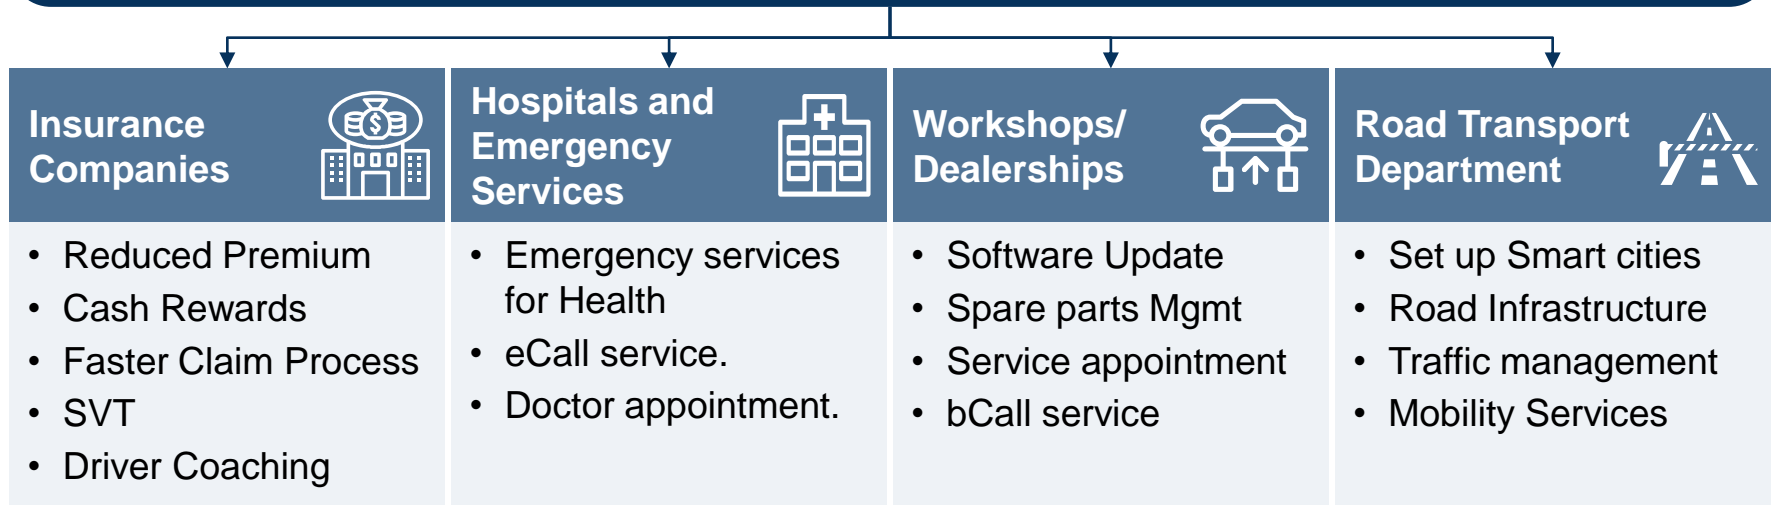 Insurance
Companies
• Reduced Premium
• Cash Rewards
• Faster Claim Process
• SVT
• Driver Coaching
Hospitals and
Emergency
Services
• Emergency services
for Health
• eCall service.
• Doctor appointment.
Workshops/
Dealerships
• Software Update
• Spare parts Mgmt
• Service appointment
• bCall service
Road Transport
Department
• Set up Smart cities
• Road Infrastructure
• Traffic management
• Mobility Services